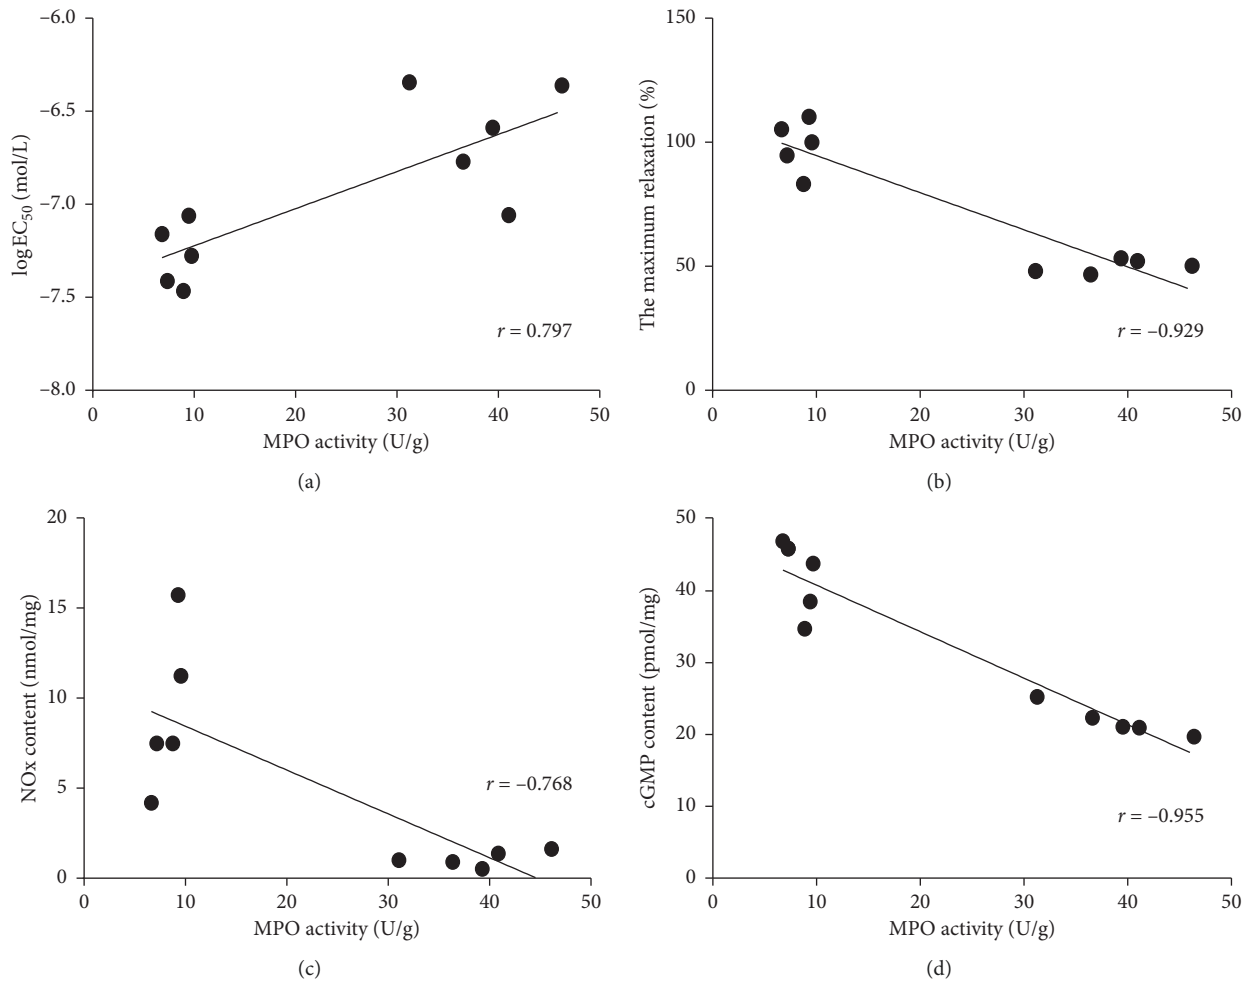 −6.0
−6.5
−7.0
−7.5
−8.0
logEC50 (mol/L)
r = 0.797
0 10 20 30 40 50
MPO activity (U/g)
(a)
150
100
50
0
The maximum relaxation (%)
r = −0.929
0 10 20 30 40 50
MPO activity (U/g)
(b)
20
15
10
5
0
NOx content (nmol/mg)
r = −0.768
0 10 20 30 40 50
MPO activity (U/g)
(c)
50
40
30
20
10
0
cGMP content (pmol/mg)
r = −0.955
0 10 20 30 40 50
MPO activity (U/g)
(d)